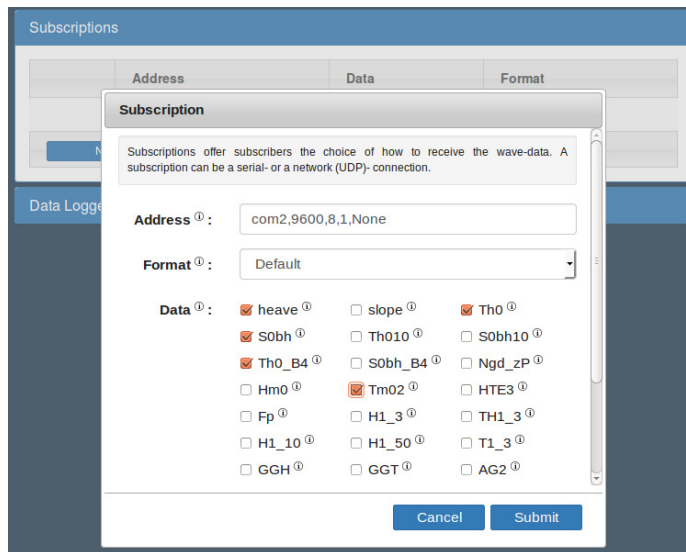 Subscriptions
Address Data Format
Subscription
N
Subscriptions offer subscribers the choice of how to receive the wave-data. A
subscription can be a serial- or a network (UDP)- connection.
Data Logge
Address ⓘ : com2,9600,8,1,None
Format ⓘ : Default
Data ⓘ : heave ⓘ slope ⓘ Th0 ⓘ
S0bh ⓘ Th010 ⓘ S0bh10 ⓘ
Th0_B4 ⓘ S0bh_B4 ⓘ Ngd_zP ⓘ
Hm0 ⓘ Tm02 ⓘ HTE3 ⓘ
Fp ⓘ H1_3 ⓘ TH1_3 ⓘ
H1_10 ⓘ H1_50 ⓘ T1_3 ⓘ
GGH ⓘ GGT ⓘ AG2 ⓘ
Cancel Submit